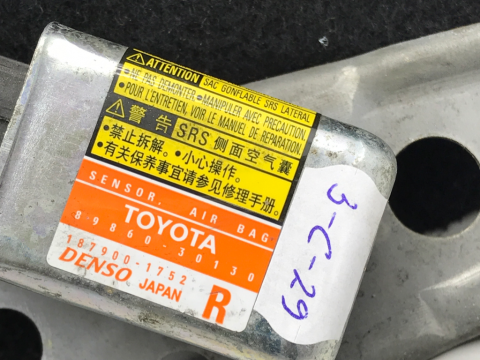 ATTENTION SAC GONFLABLE SRS LATERAL
•NE PAS DEMONTER •MANIPULER AVEC PRECAUTION.
•POUR L'ENTRETIEN, VOIR LE MANUEL DE REPARATION.
警告 SRS 侧面空气囊
•禁止拆解。 •小心操作。
•有关保养事宜请参见修理手册。
SENSOR, AIR BAG
TOYOTA
89860-30130
187900-1752
DENSO JAPAN R
3-C-29